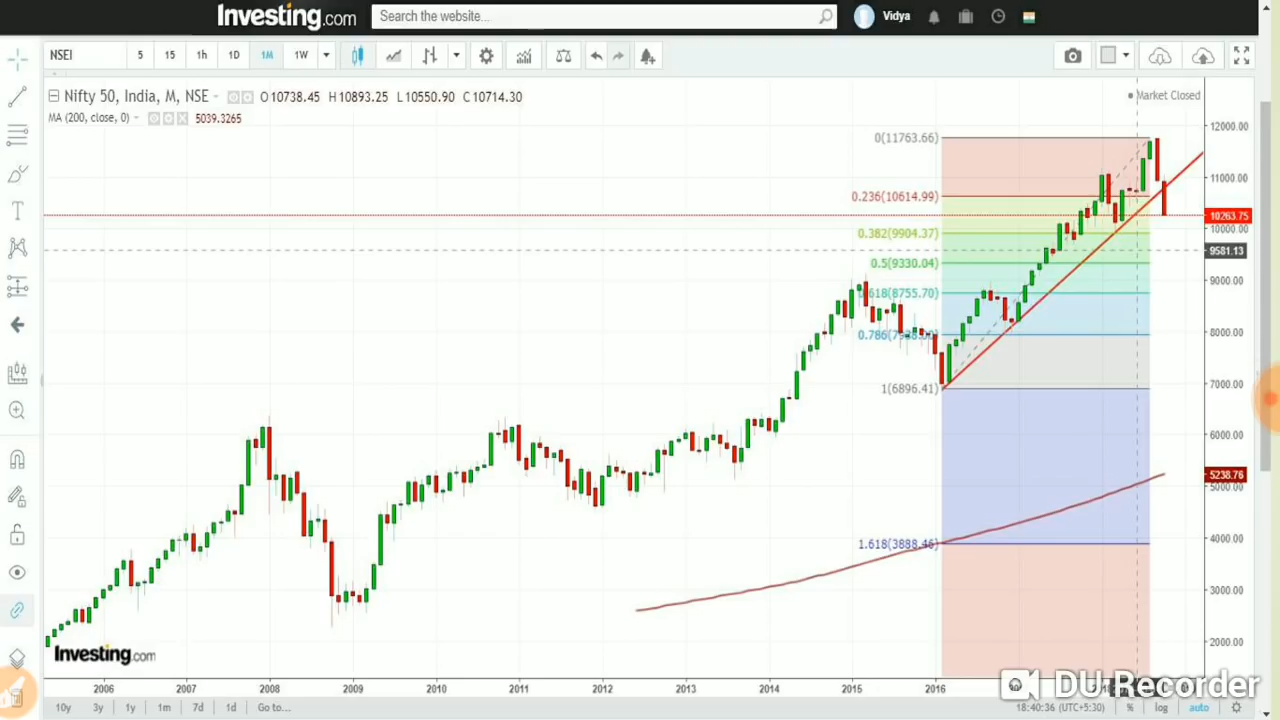 Investing.com
Search the website...
Vidya
NSEI
5 15 1h 1D 1M 1W
Nifty 50, India, M, NSE
O10738.45 H10893.25 L10550.90 C10714.30
Market Closed
MA (200, close, 0)
5039.3265
12000.00
0(11763.66)
11000.00
0.236(10614.99)
10263.75
10000.00
0.382(9904.37)
9581.13
0.5(9330.04)
9000.00
0.618(8755.70)
8000.00
7000.00
1(6896.41)
6000.00
5238.76
5000.00
4000.00
1.618(3888.46)
3000.00
2000.00
Investing.com
DU Recorder
2006 2007 2008 2009 2010 2011 2012 2013 2014 2015 2016
10y 3y 1y 1m 7d 1d Go to...
18:40:36 (UTC+5:30) % log auto